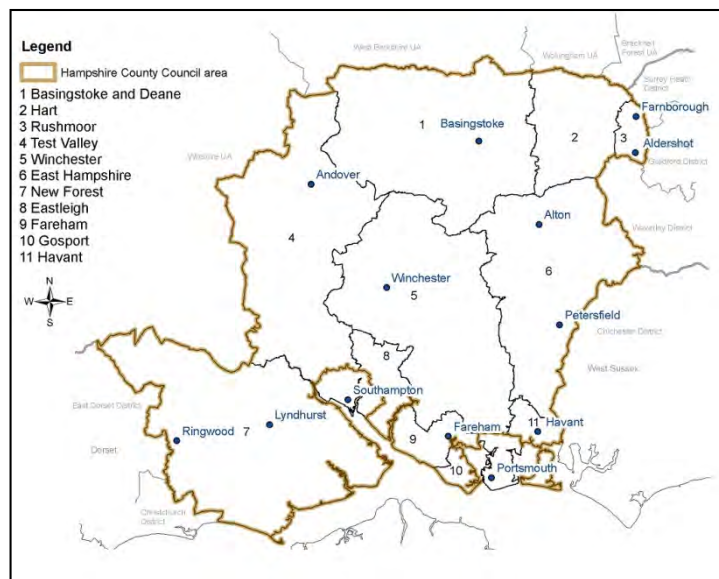 Legend
Hampshire County Council area
1 Basingstoke and Deane
2 Hart
3 Rushmoor
4 Test Valley
5 Winchester
6 East Hampshire
7 New Forest
8 Eastleigh
9 Fareham
10 Gosport
11 Havant
N
W E
S
West Berkshire UA
Wokingham UA
Bracknell
Forest UA
Surrey Heath
District
Farnborough
3
Aldershot
Guildford District
1
Basingstoke
2
Wiltshire UA
Andover
4
Alton
Waverley District
6
Winchester
5
Petersfield
Chichester District
8
West Sussex
Southampton
East Dorset District
Ringwood
7
Lyndhurst
Fareham
9
11
Havant
Dorset
10
Portsmouth
Christchurch
District